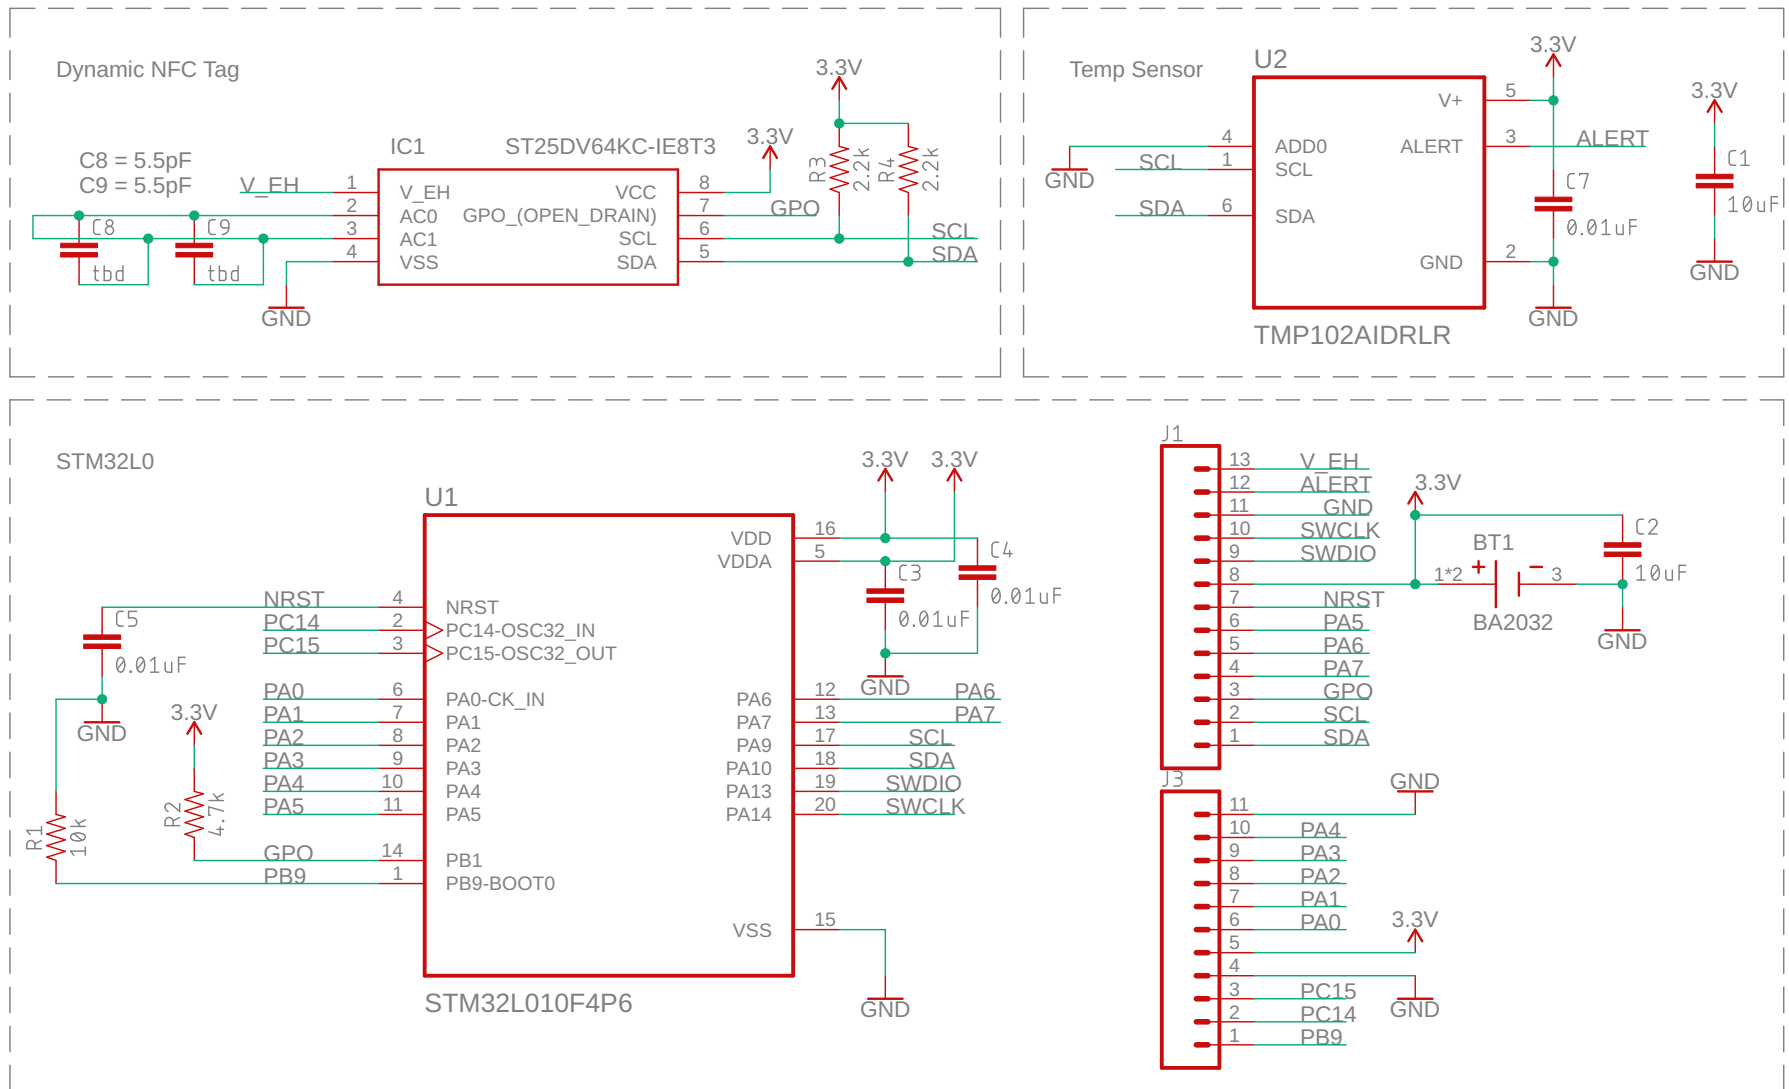 Dynamic NFC Tag
C8 = 5.5pF
C9 = 5.5pF
IC1
ST25DV64KC-IE8T3
3.3V
3.3V
R3
2.2k
R4
2.2k
V_EH
1
V_EH
VCC
8
2
AC0
GPO_(OPEN_DRAIN)
7
GPO
C8
C9
3
AC1
SCL
6
SCL
tbd
tbd
4
VSS
SDA
5
SDA
GND
Temp Sensor
U2
3.3V
3.3V
V+
5
4
ADD0
ALERT
3
ALERT
GND
SCL
1
SCL
C7
0.01uF
C1
10uF
SDA
6
SDA
GND
2
GND
GND
TMP102AIDRLR
STM32L0
U1
3.3V
3.3V
VDD
16
VDDA
5
C4
0.01uF
C3
0.01uF
GND
NRST
4
NRST
C5
0.01uF
PC14
2
PC14-OSC32_IN
PC15
3
PC15-OSC32_OUT
GND
3.3V
PA0
6
PA0-CK_IN
PA6
12
PA6
PA1
7
PA1
PA7
13
PA7
PA2
8
PA2
PA9
17
SCL
PA3
9
PA3
PA10
18
SDA
PA4
10
PA4
PA13
19
SWDIO
PA5
11
PA5
PA14
20
SWCLK
R1
10k
R2
4.7k
GPO
14
PB1
PB9
1
PB9-BOOT0
VSS
15
GND
STM32L010F4P6
J1
13
V_EH
12
ALERT
11
GND
10
SWCLK
9
SWDIO
8
7
NRST
6
PA5
5
PA6
4
PA7
3
GPO
2
SCL
1
SDA
3.3V
BT1
+
-
1*2
3
BA2032
C2
10uF
GND
J3
GND
11
10
PA4
9
PA3
8
PA2
7
PA1
6
PA0
3.3V
5
4
3
PC15
GND
2
PC14
1
PB9